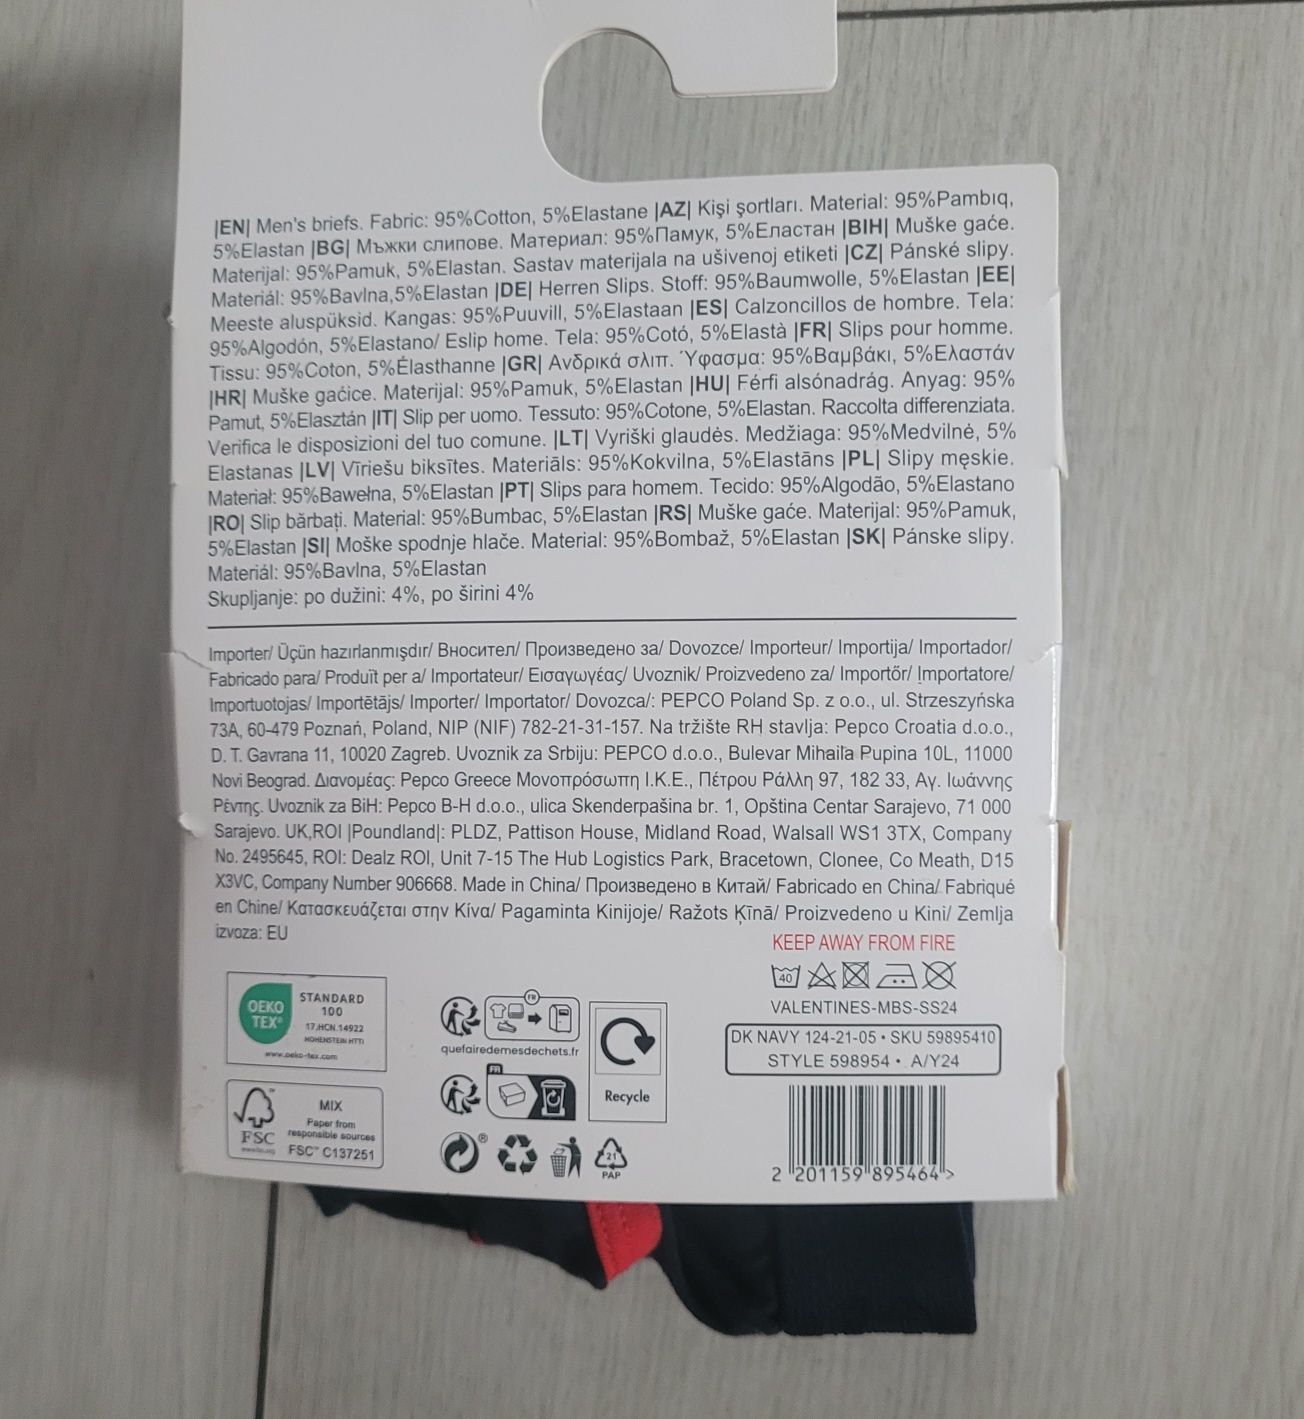 |EN| Men's briefs. Fabric: 95%Cotton, 5%Elastane |AZ| Kişi şortları. Material: 95%Pambıq,
5%Elastan |BG| Мъжки слипове. Материал: 95%Памук, 5%Еластан |BIH| Muške gaće.
Materijal: 95%Pamuk, 5%Elastan. Sastav materijala na ušivenoj etiketi |CZ| Pánské slipy.
Materiál: 95%Bavlna,5%Elastan |DE| Herren Slips. Stoff: 95%Baumwolle, 5%Elastan |EE|
Meeste aluspüksid. Kangas: 95%Puuvill, 5%Elastaan |ES| Calzoncillos de hombre. Tela:
95%Algodón, 5%Elastano/ Eslip home. Tela: 95%Cotó, 5%Elastà |FR| Slips pour homme.
Tissu: 95%Coton, 5%Élasthanne |GR| Ανδρικά σλιπ. Ύφασμα: 95%Βαμβάκι, 5%Ελαστάν
|HR| Muške gaćice. Materijal: 95%Pamuk, 5%Elastan |HU| Férfi alsónadrág. Anyag: 95%
Pamut, 5%Elasztán |IT| Slip per uomo. Tessuto: 95%Cotone, 5%Elastan. Raccolta differenziata.
Verifica le disposizioni del tuo comune. |LT| Vyriški glaudės. Medžiaga: 95%Medvilnė, 5%
Elastanas |LV| Vīriešu biksītes. Materiāls: 95%Kokvilna, 5%Elastāns |PL| Slipy męskie.
Materiał: 95%Bawełna, 5%Elastan |PT| Slips para homem. Tecido: 95%Algodão, 5%Elastano
|RO| Slip bărbați. Material: 95%Bumbac, 5%Elastan |RS| Muške gaće. Materijal: 95%Pamuk,
5%Elastan |SI| Moške spodnje hlače. Material: 95%Bombaž, 5%Elastan |SK| Pánske slipy.
Materiál: 95%Bavlna, 5%Elastan
Skupljanje: po dužini: 4%, po širini 4%
Importer/ Üçün hazırlanmışdır/ Вносител/ Произведено за/ Dovozce/ Importeur/ Importija/ Importador/
Fabricado para/ Produït per a/ Importateur/ Εισαγωγέας/ Uvoznik/ Proizvedeno za/ Importőr/ Importatore/
Importuotojas/ Importētājs/ Importer/ Importator/ Dovozca/: PEPCO Poland Sp. z o.o., ul. Strzeszyńska
73A, 60-479 Poznań, Poland, NIP (NIF) 782-21-31-157. Na tržište RH stavlja: Pepco Croatia d.o.o.,
D. T. Gavrana 11, 10020 Zagreb. Uvoznik za Srbiju: PEPCO d.o.o., Bulevar Mihaila Pupina 10L, 11000
Novi Beograd. Διανομέας: Pepco Greece Μονοπρόσωπη Ι.Κ.Ε., Πέτρου Ράλλη 97, 182 33, Αγ. Ιωάννης
Ρέντης. Uvoznik za BiH: Pepco B-H d.o.o., ulica Skenderpašina br. 1, Opština Centar Sarajevo, 71 000
Sarajevo. UK,ROI |Poundland|: PLDZ, Pattison House, Midland Road, Walsall WS1 3TX, Company
No. 2495645, ROI: Dealz ROI, Unit 7-15 The Hub Logistics Park, Bracetown, Clonee, Co Meath, D15
X3VC, Company Number 906668. Made in China/ Произведено в Китай/ Fabricado en China/ Fabriqué
en Chine/ Κατασκευάζεται στην Κίνα/ Pagaminta Kinijoje/ Ražots Ķīnā/ Proizvedeno u Kini/ Zemlja
izvoza: EU
KEEP AWAY FROM FIRE
40
VALENTINES-MBS-SS24
DK NAVY 124-21-05 • SKU 59895410
STYLE 598954 • A/Y24
2 201159 895464 >
OEKO
TEX®
STANDARD
100
17.HCN.14922
HOHENSTEIN HTTI
www.oeko-tex.com
FSC
MIX
Paper from
responsible sources
FSC™ C137251
FR
quefairedemesdechets.fr
FR
Recycle
®
21
PAP